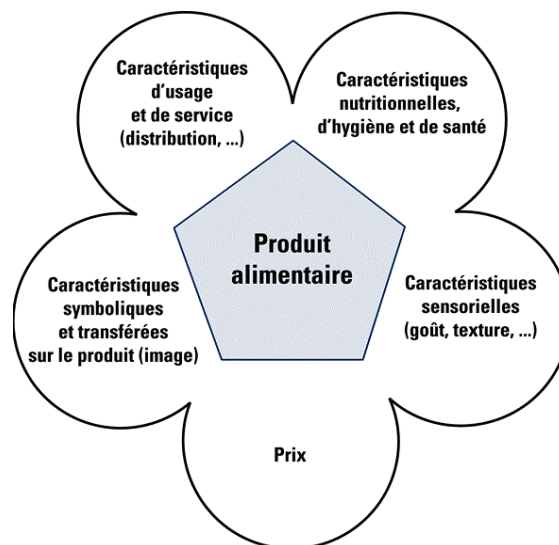 Caractéristiques
d'usage
et de service
(distribution, ...)
Caractéristiques
nutritionnelles,
d'hygiène et de santé
Produit
alimentaire
Caractéristiques
symboliques
et transférées
sur le produit (image)
Caractéristiques
sensorielles
(goût, texture, ...)
Prix